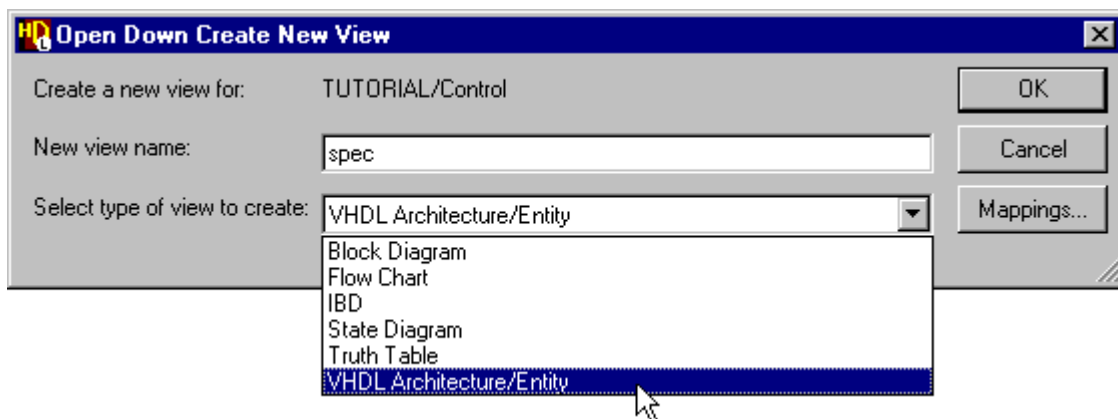 HDL Open Down Create New View
Create a new view for: TUTORIAL/Control OK
New view name: spec Cancel
Select type of view to create: VHDL Architecture/Entity Mappings...
Block Diagram
Flow Chart
IBD
State Diagram
Truth Table
VHDL Architecture/Entity